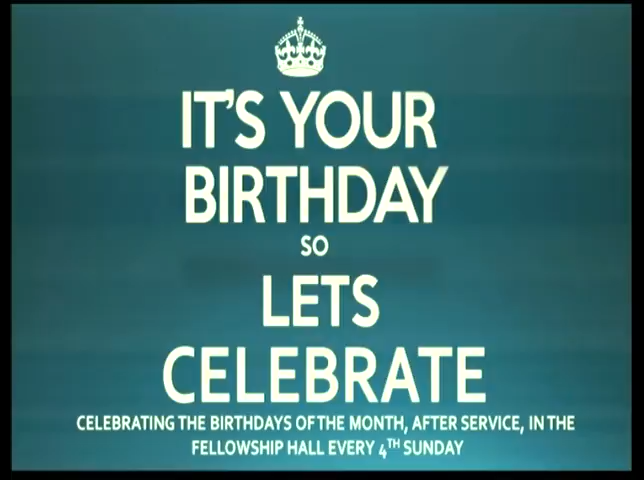 IT'S YOUR
BIRTHDAY
SO
LETS
CELEBRATE
CELEBRATING THE BIRTHDAYS OF THE MONTH, AFTER SERVICE, IN THE
FELLOWSHIP HALL EVERY 4TH SUNDAY